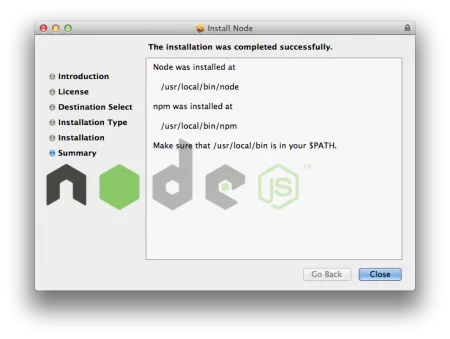 Install Node
The installation was completed successfully.
Introduction
License
Destination Select
Installation Type
Installation
Summary
Node was installed at
/usr/local/bin/node
npm was installed at
/usr/local/bin/npm
Make sure that /usr/local/bin is in your $PATH.
node
JS™
Go Back
Close